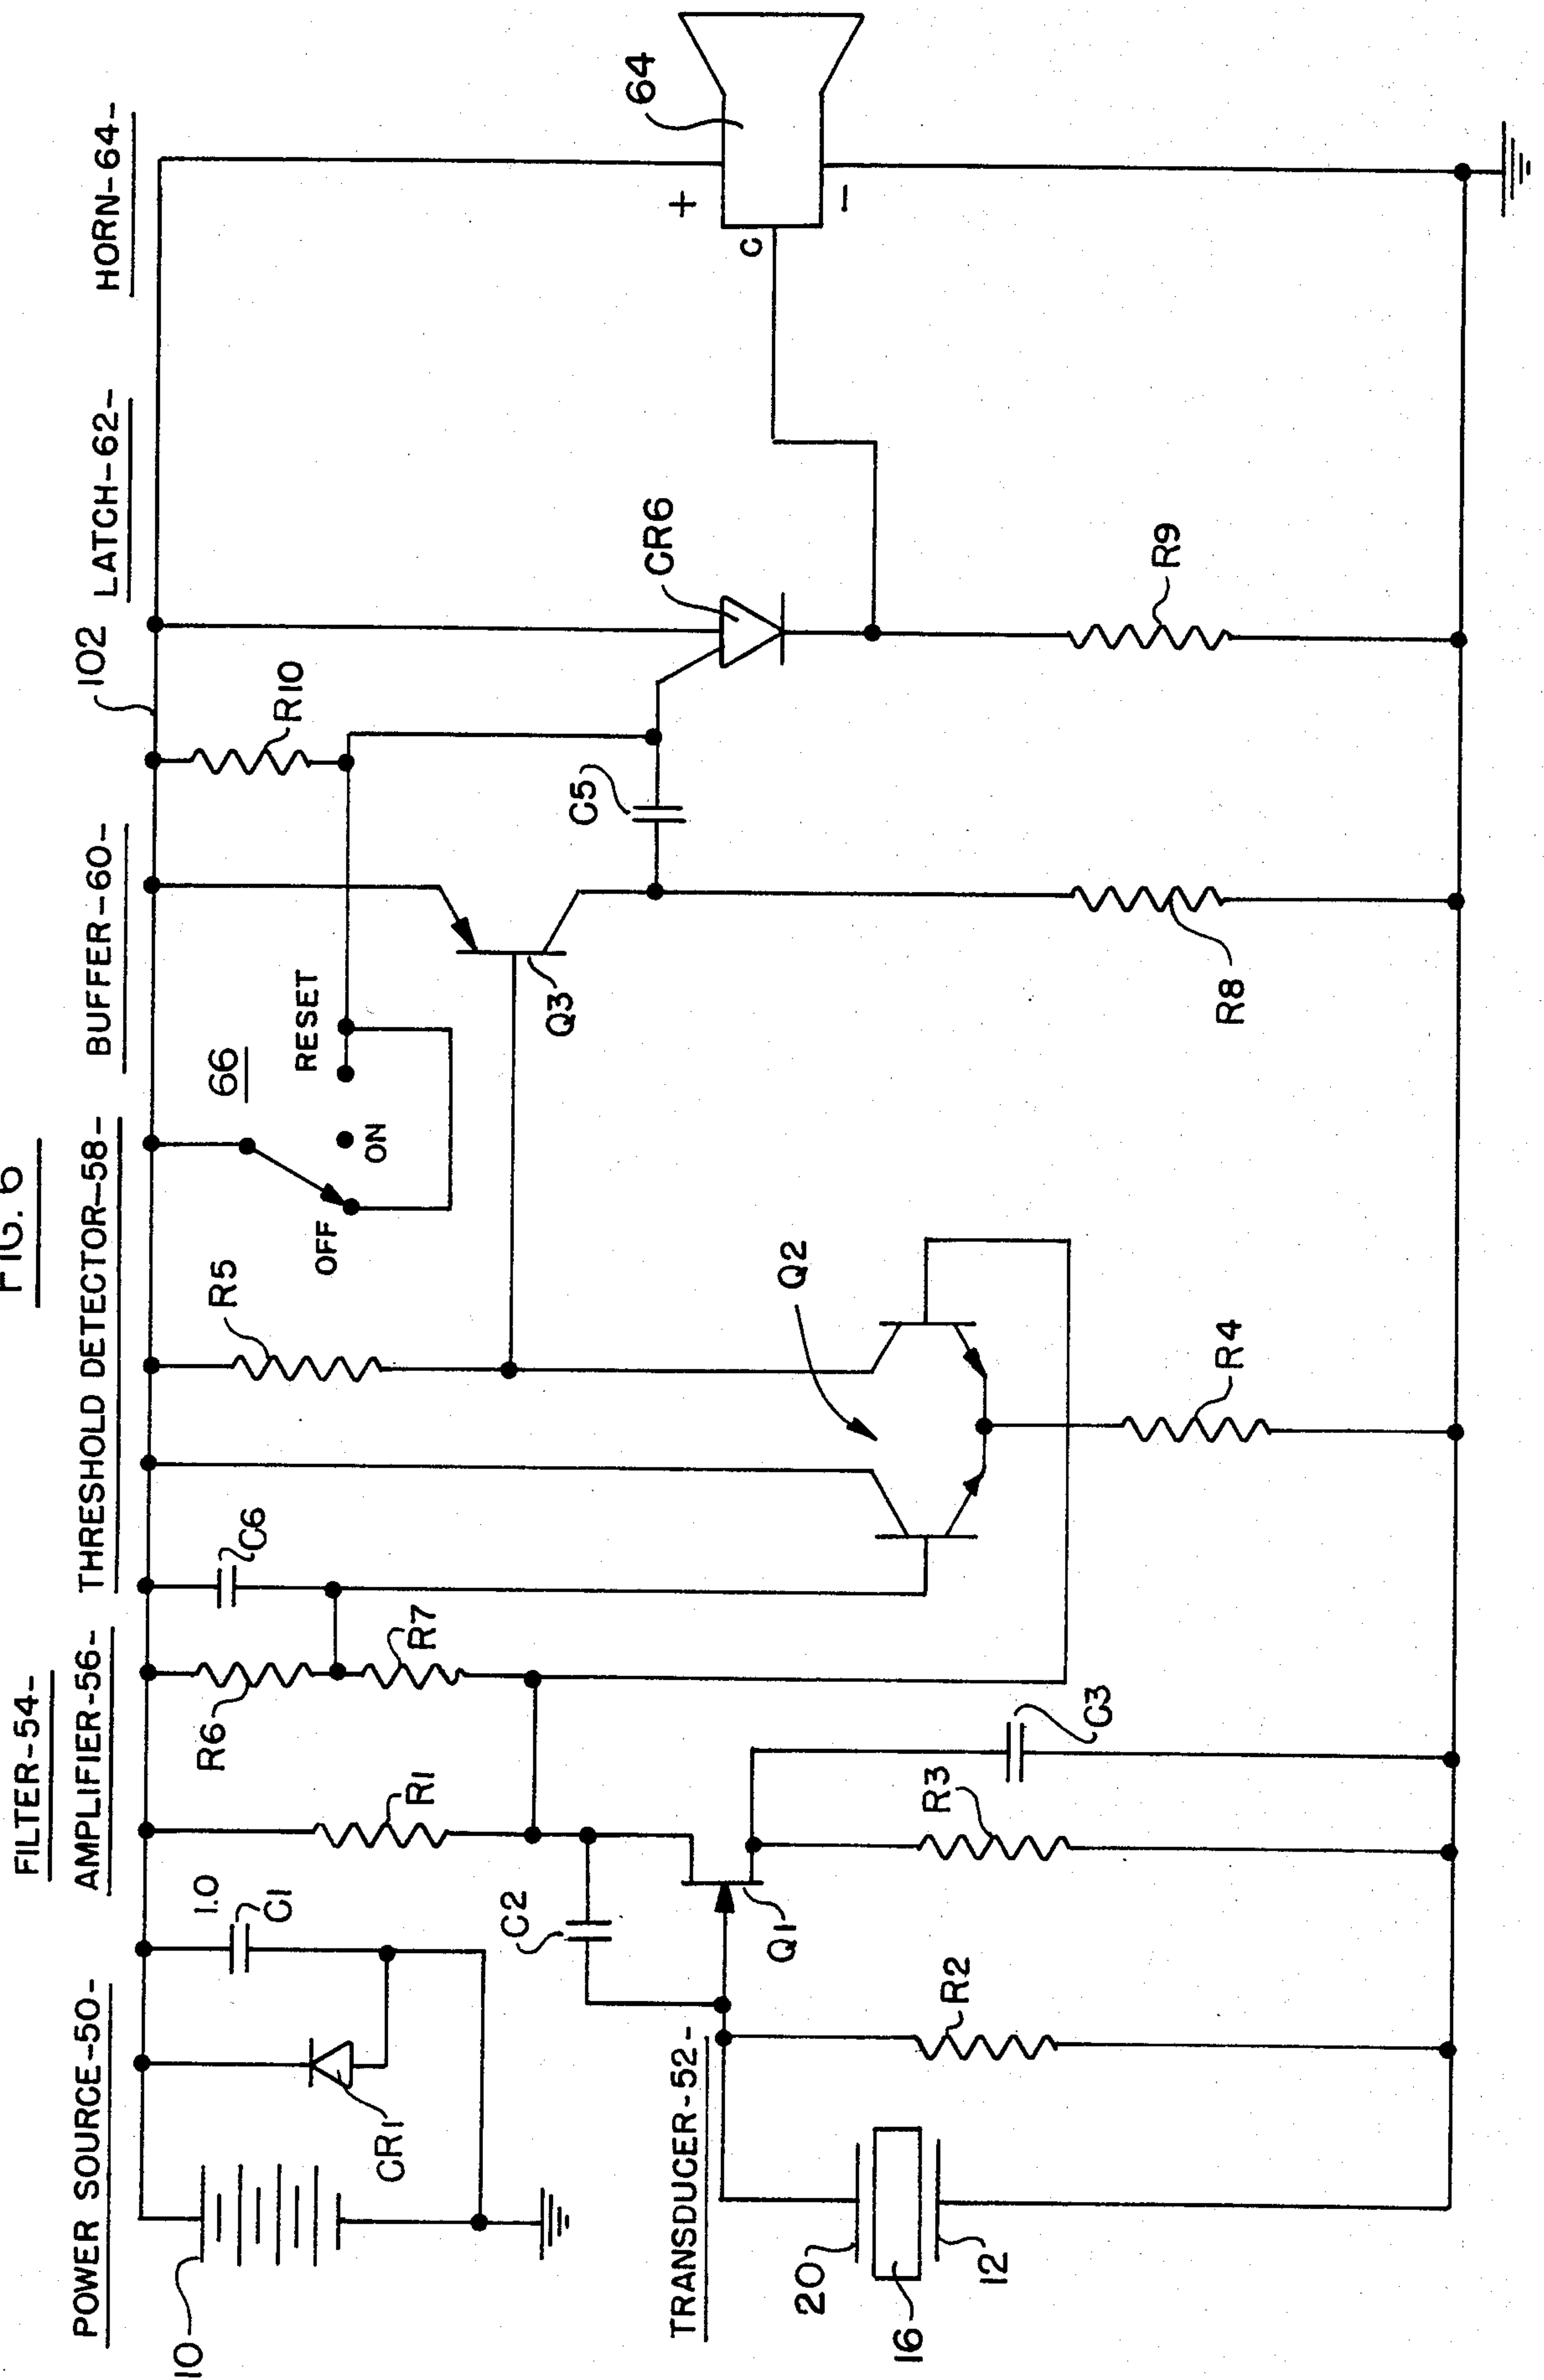 FIG. 6
POWER SOURCE-50-
FILTER-54-
AMPLIFIER-56-
THRESHOLD DETECTOR-58-
BUFFER-60-
LATCH-62-
HORN-64-
102
10
CR1
1.0
C1
R1
R6
R7
C6
R5
66
OFF
ON
RESET
R10
TRANSDUCER-52-
20
16
12
R2
C2
Q1
R3
C3
Q2
R4
Q3
R8
C5
CR6
R9
C
+
−
64